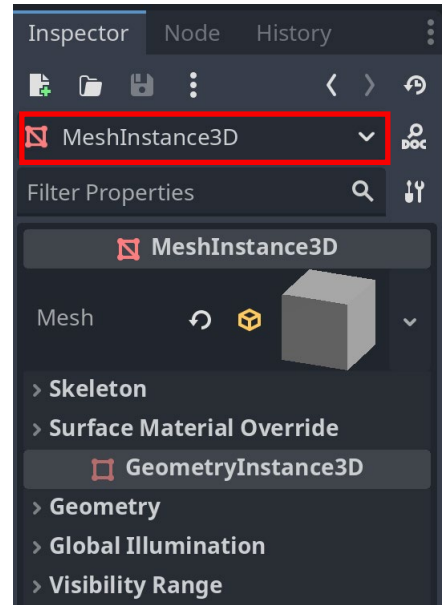 Inspector Node History
MeshInstance3D
DOC
Filter Properties
MeshInstance3D
Mesh
Skeleton
Surface Material Override
GeometryInstance3D
Geometry
Global Illumination
Visibility Range